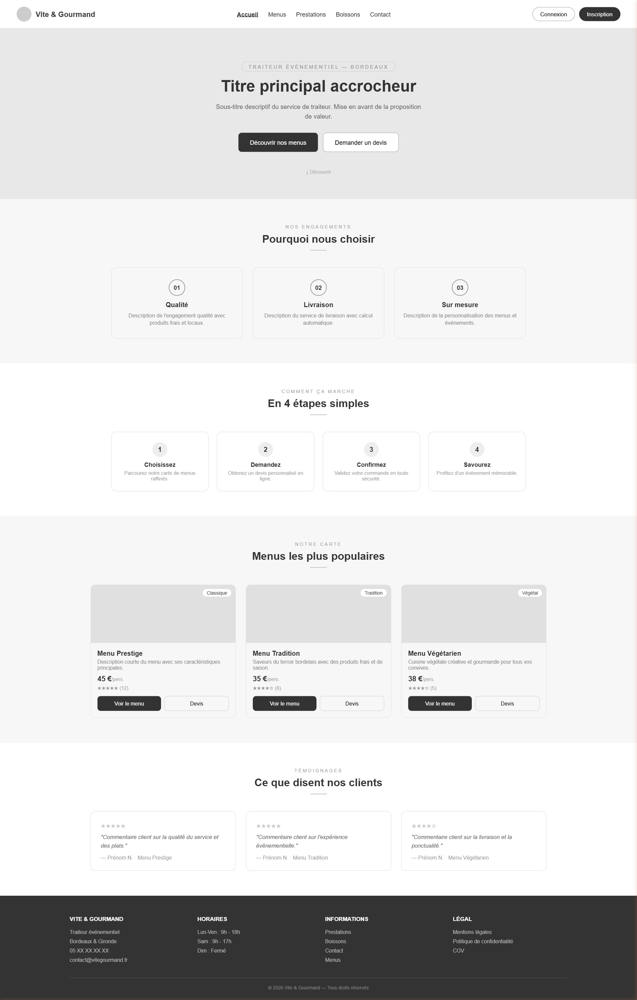 Vite & Gourmand
Accueil Menus Prestations Boissons Contact
Connexion Inscription
TRAITEUR ÉVÉNEMENTIEL — BORDEAUX
Titre principal accrocheur
Sous-titre descriptif du service de traiteur. Mise en avant de la proposition
de valeur.
Découvrir nos menus Demander un devis
↓ Découvrir
NOS ENGAGEMENTS
Pourquoi nous choisir
01
Qualité
Description de l'engagement qualité avec
produits frais et locaux.
02
Livraison
Description du service de livraison avec calcul
automatique.
03
Sur mesure
Description de la personnalisation des menus et
événements.
COMMENT ÇA MARCHE
En 4 étapes simples
1
Choisissez
Parcourez notre carte de menus
raffinés.
2
Demandez
Obtenez un devis personnalisé en
ligne.
3
Confirmez
Validez votre commande en toute
sécurité.
4
Savourez
Profitez d'un événement mémorable.
NOTRE CARTE
Menus les plus populaires
Classique
Menu Prestige
Description courte du menu avec ses caractéristiques
principales.
45 €/pers.
★★★★★ (12)
Voir le menu Devis
Tradition
Menu Tradition
Saveurs du terroir bordelais avec des produits frais et de
saison.
35 €/pers.
★★★★☆ (8)
Voir le menu Devis
Végétal
Menu Végétarien
Cuisine végétale créative et gourmande pour tous vos
convives.
38 €/pers.
★★★★☆ (5)
Voir le menu Devis
TÉMOIGNAGES
Ce que disent nos clients
★★★★★
"Commentaire client sur la qualité du service et
des plats."
— Prénom N. · Menu Prestige
★★★★★
"Commentaire client sur l'expérience
événementielle."
— Prénom N. · Menu Tradition
★★★★☆
"Commentaire client sur la livraison et la
ponctualité."
— Prénom N. · Menu Végétarien
VITE & GOURMAND
Traiteur événementiel
Bordeaux & Gironde
05 XX XX XX XX
contact@vitegourmand.fr
HORAIRES
Lun-Ven : 9h - 18h
Sam : 9h - 17h
Dim : Fermé
INFORMATIONS
Prestations
Boissons
Contact
Menus
LÉGAL
Mentions légales
Politique de confidentialité
CGV
© 2026 Vite & Gourmand — Tous droits réservés